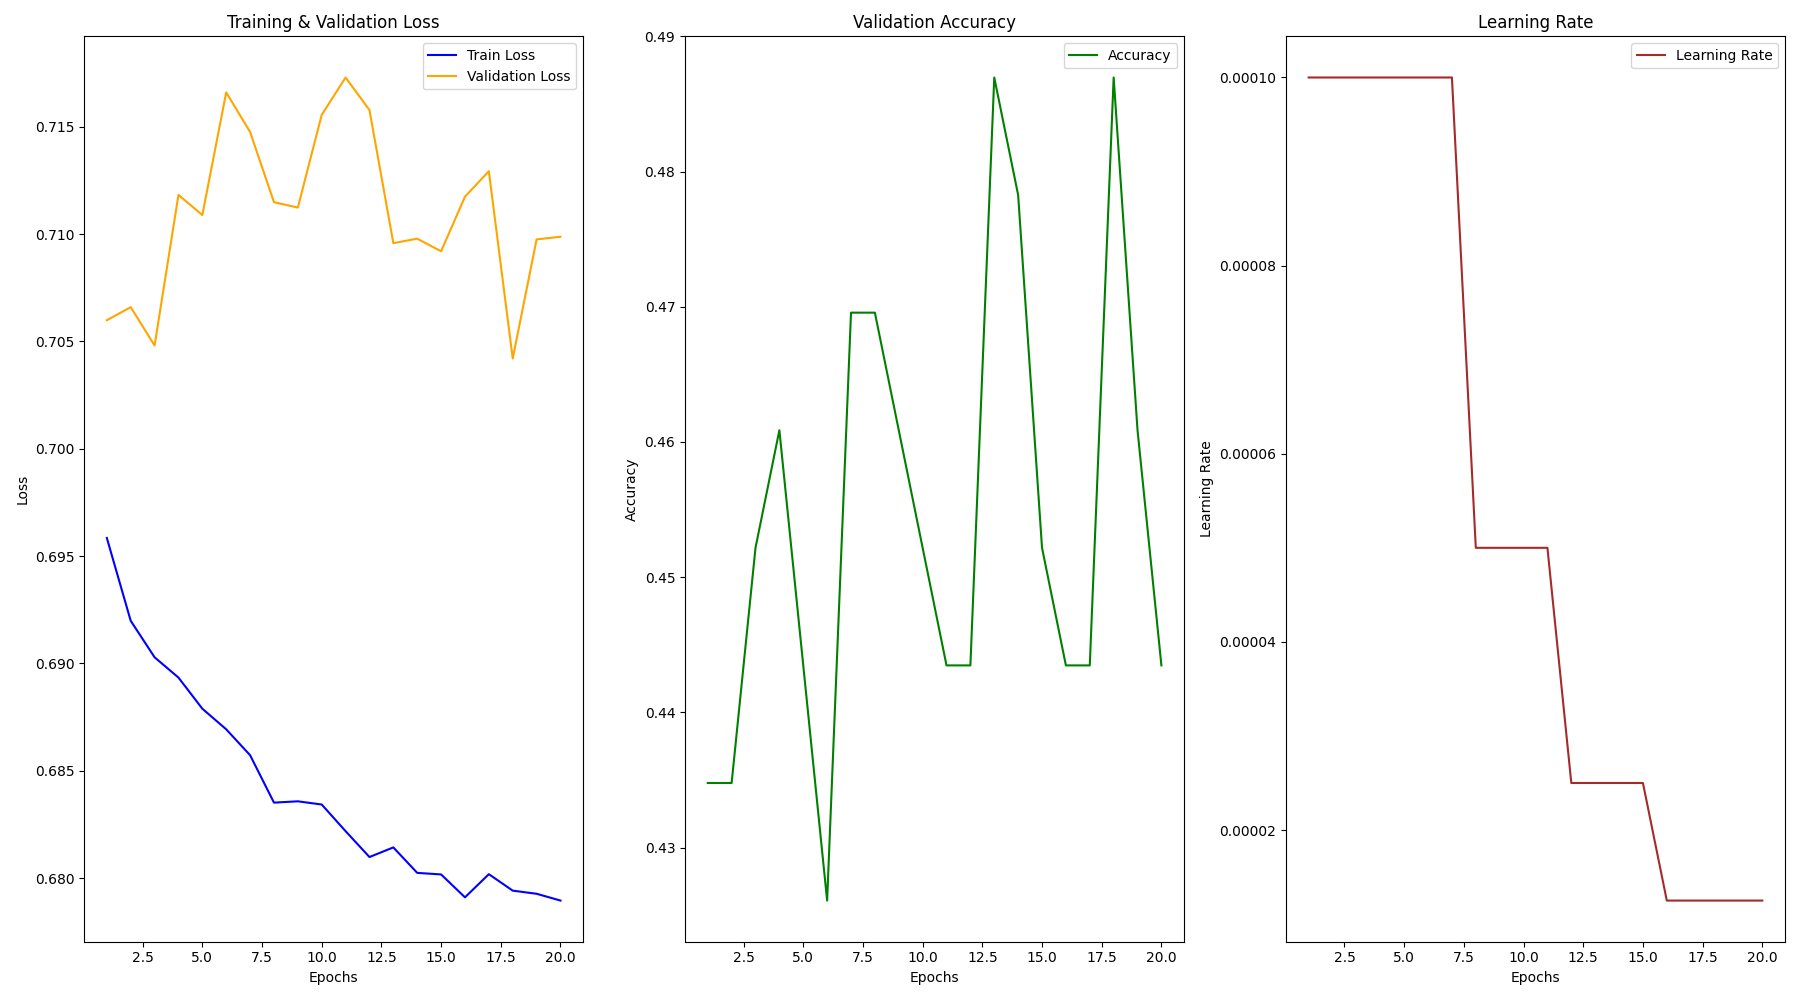 Training & Validation Loss
Train Loss
Validation Loss
0.715
0.710
0.705
0.700
0.695
0.690
0.685
0.680
Loss
2.5 5.0 7.5 10.0 12.5 15.0 17.5 20.0
Epochs
Validation Accuracy
Accuracy
0.49
0.48
0.47
0.46
0.45
0.44
0.43
Accuracy
2.5 5.0 7.5 10.0 12.5 15.0 17.5 20.0
Epochs
Learning Rate
Learning Rate
0.00010
0.00008
0.00006
0.00004
0.00002
Learning Rate
2.5 5.0 7.5 10.0 12.5 15.0 17.5 20.0
Epochs